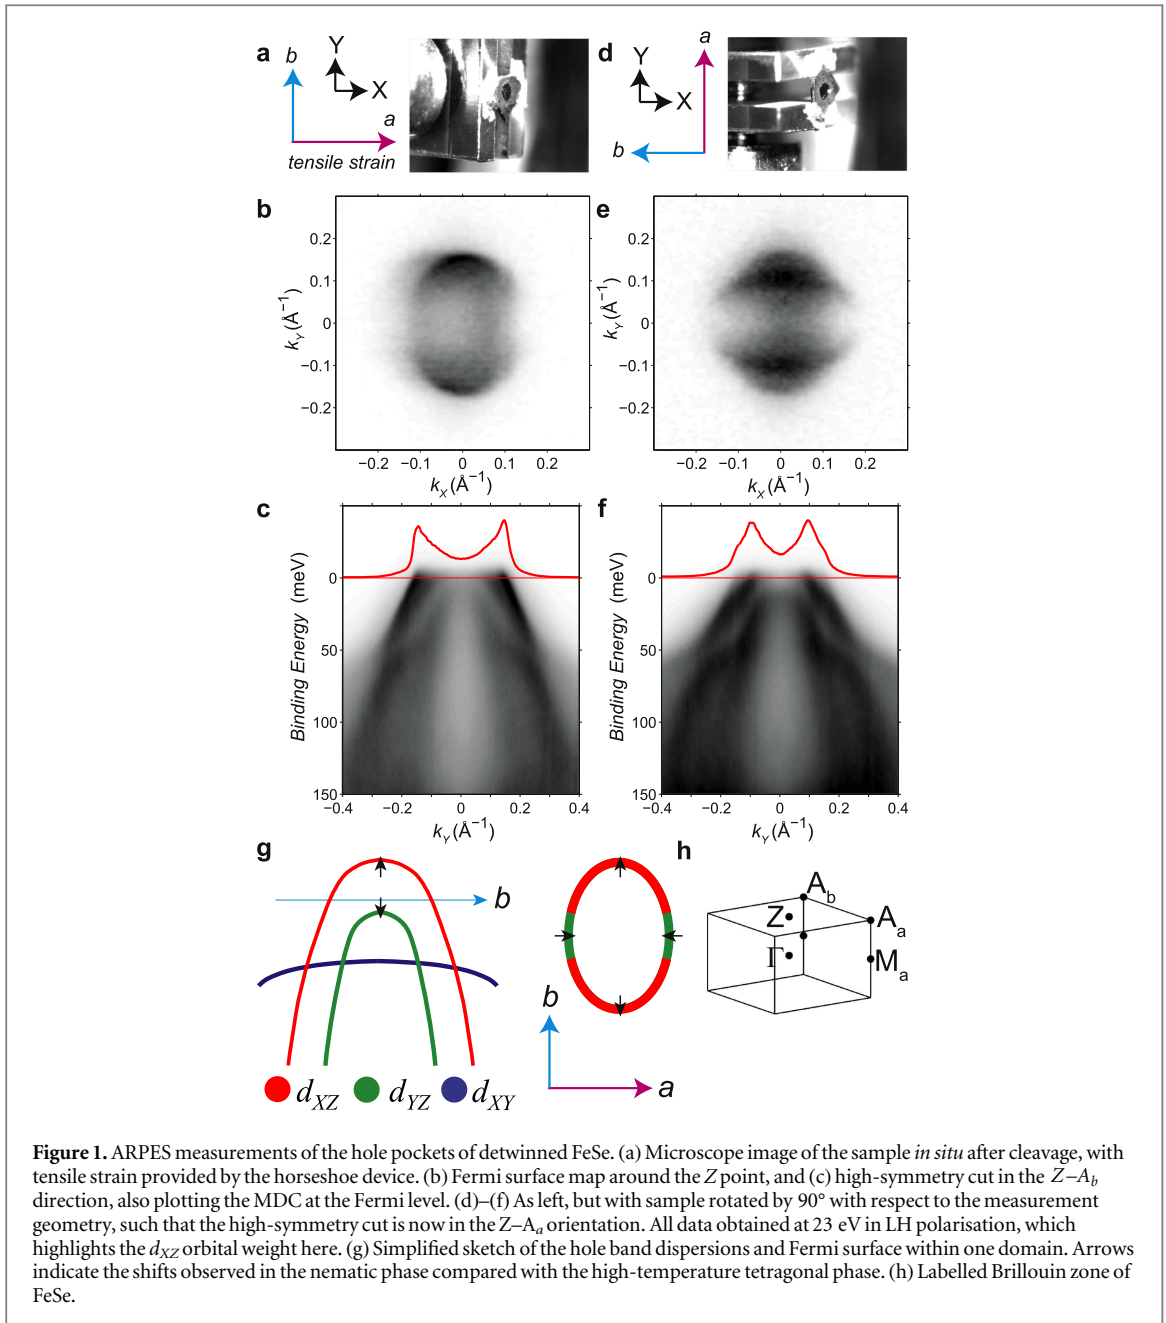 a
b
Y
X
a
tensile strain
d
a
Y
X
b
b
0.2
0.1
0
−0.1
−0.2
k_Y (Å⁻¹)
−0.2 −0.1 0 0.1 0.2
k_X (Å⁻¹)
e
0.2
0.1
0
−0.1
−0.2
k_Y (Å⁻¹)
−0.2 −0.1 0 0.1 0.2
k_X (Å⁻¹)
c
0
50
100
150
Binding Energy (meV)
−0.4 −0.2 0 0.2 0.4
k_Y (Å⁻¹)
f
0
50
100
150
Binding Energy (meV)
−0.4 −0.2 0 0.2 0.4
k_Y (Å⁻¹)
g
b
d_XZ d_YZ d_XY
b
a
h
A_b
Z
A_a
Γ
M_a
Figure 1. ARPES measurements of the hole pockets of detwinned FeSe. (a) Microscope image of the sample in situ after cleavage, with
tensile strain provided by the horseshoe device. (b) Fermi surface map around the Z point, and (c) high-symmetry cut in the Z–A_b
direction, also plotting the MDC at the Fermi level. (d)–(f) As left, but with sample rotated by 90° with respect to the measurement
geometry, such that the high-symmetry cut is now in the Z–A_a orientation. All data obtained at 23 eV in LH polarisation, which
highlights the d_XZ orbital weight here. (g) Simplified sketch of the hole band dispersions and Fermi surface within one domain. Arrows
indicate the shifts observed in the nematic phase compared with the high-temperature tetragonal phase. (h) Labelled Brillouin zone of
FeSe.